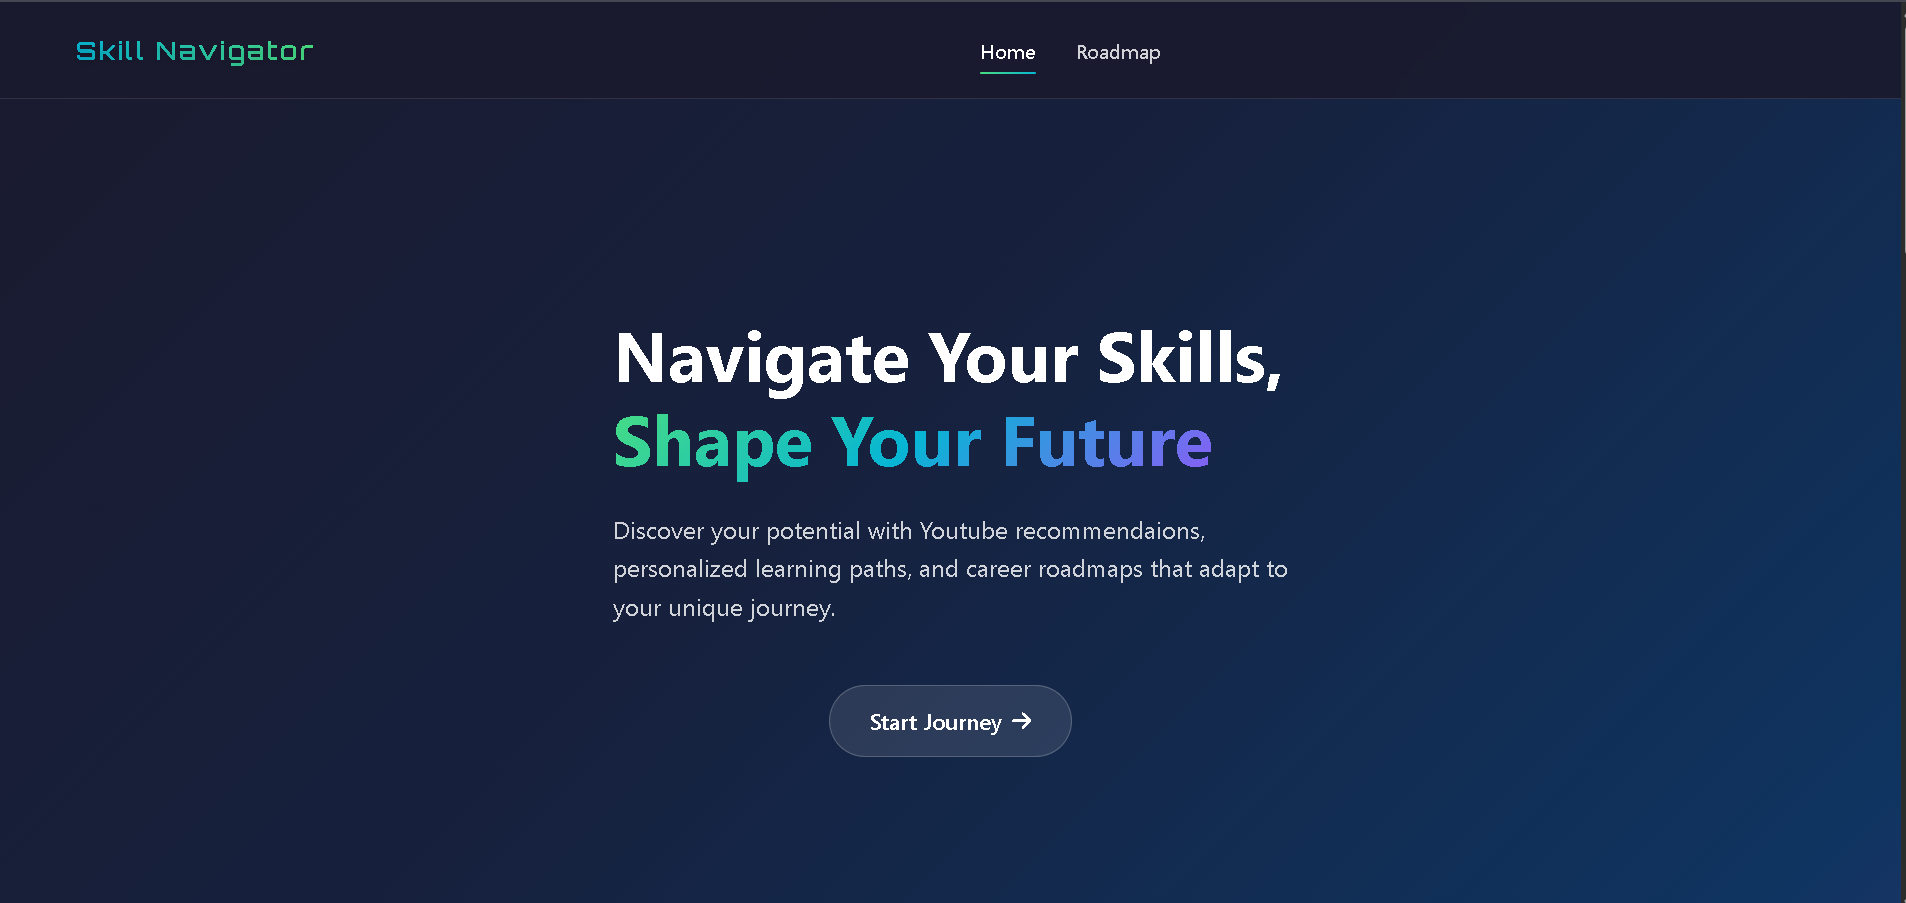 Skill Navigator
Home
Roadmap
Navigate Your Skills,
Shape Your Future
Discover your potential with Youtube recommendaions,
personalized learning paths, and career roadmaps that adapt to
your unique journey.
Start Journey →